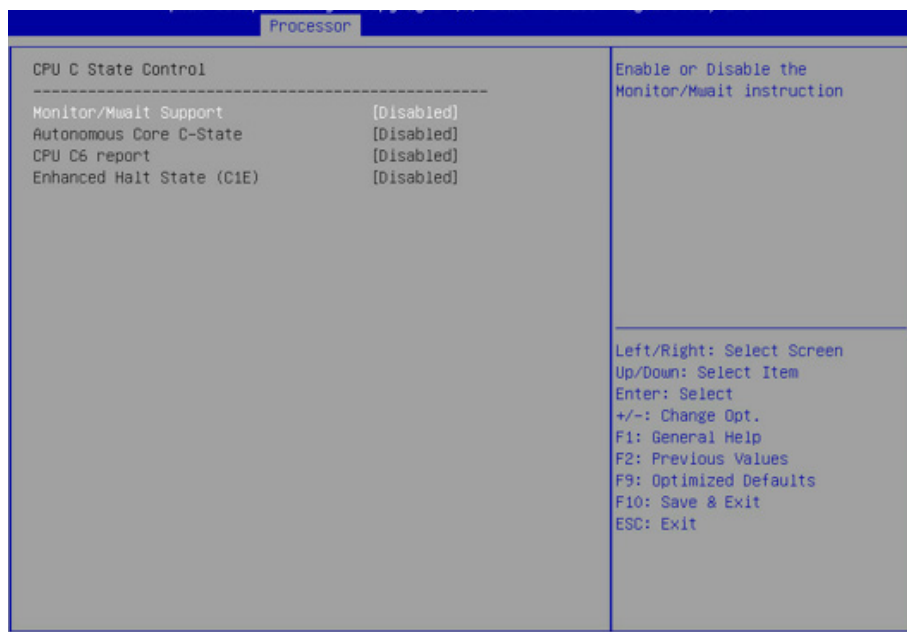 Processor
CPU C State Control
--------------------------------------------------
Monitor/Mwait Support [Disabled]
Autonomous Core C-State [Disabled]
CPU C6 report [Disabled]
Enhanced Halt State (C1E) [Disabled]
Enable or Disable the
Monitor/Mwait instruction
Left/Right: Select Screen
Up/Down: Select Item
Enter: Select
+/-: Change Opt.
F1: General Help
F2: Previous Values
F9: Optimized Defaults
F10: Save & Exit
ESC: Exit